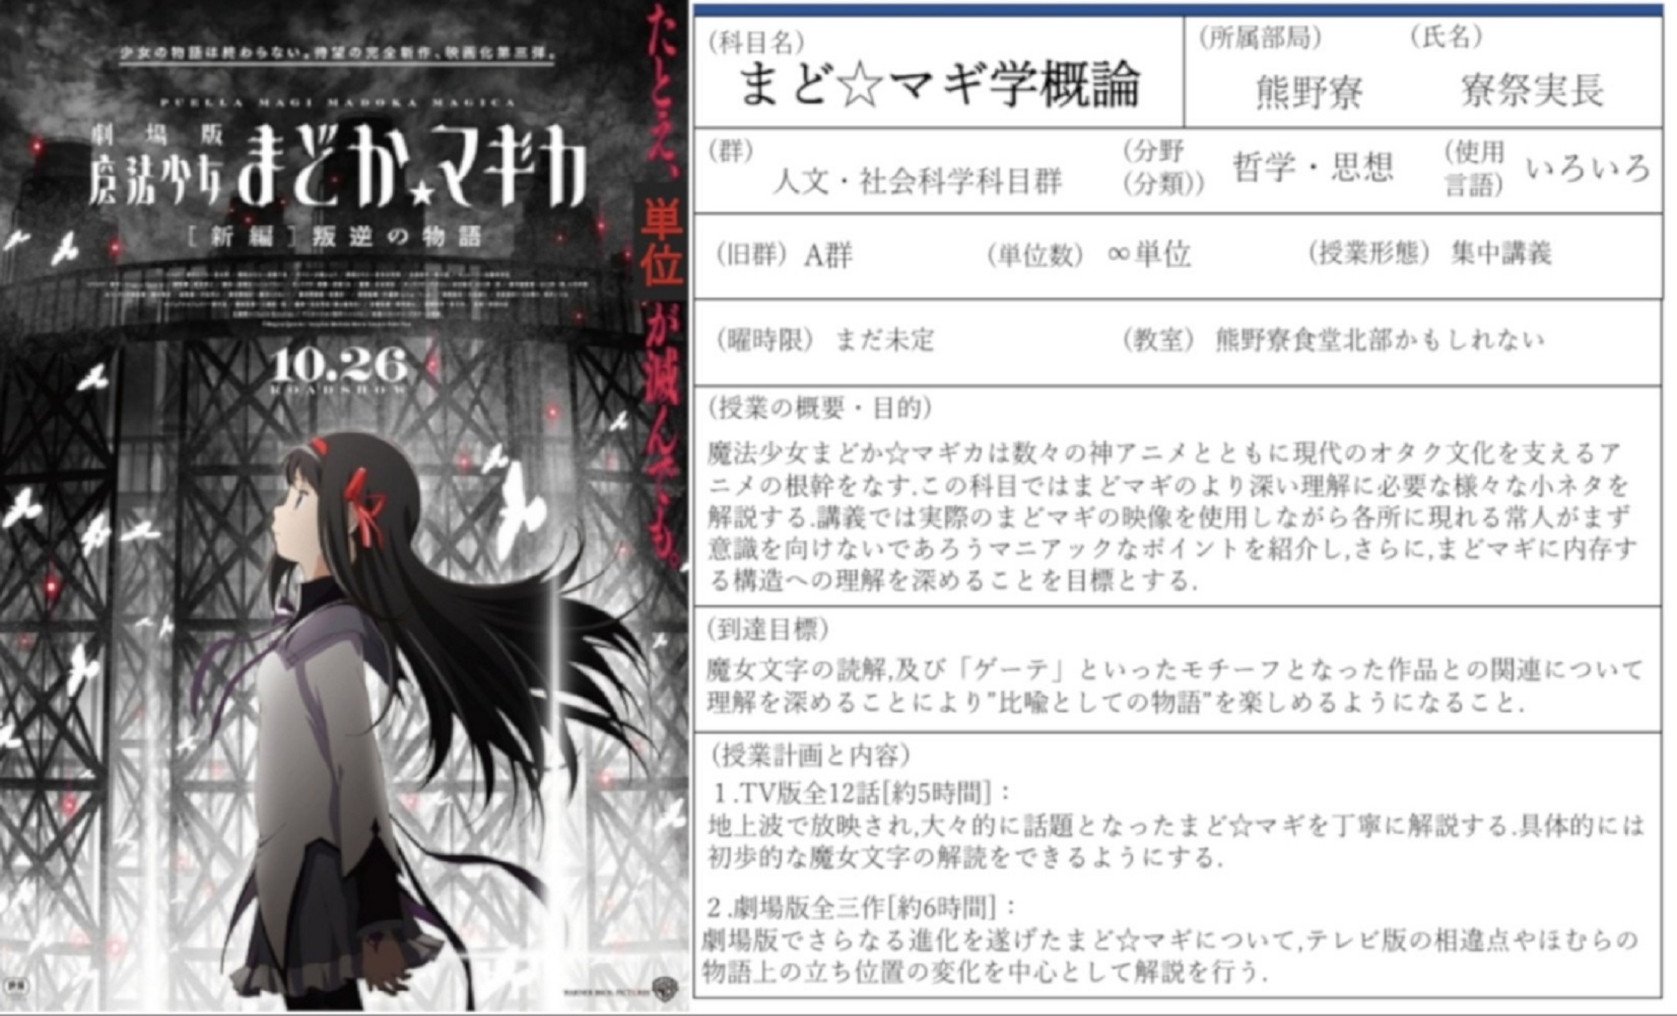 少女の物語は終わらない。待望の完全新作、映画化第三弾。
PUELLA MAGI MADOKA MAGICA
劇場版
魔法少女まどか★マギカ
[新編]叛逆の物語
10.26
ROADSHOW
たとえ、単位が滅んでも。
WARNER BROS. PICTURES
(科目名)
まど☆マギ学概論
(所属部局) (氏名)
熊野寮 寮祭実長
(群)
人文・社会科学科目群
(分野
(分類))
哲学・思想
(使用
言語)
いろいろ
(旧群) A群 (単位数) ∞単位 (授業形態) 集中講義
(曜時限) まだ未定 (教室) 熊野寮食堂北部かもしれない
(授業の概要・目的)
魔法少女まどか☆マギカは数々の神アニメとともに現代のオタク文化を支えるア
ニメの根幹をなす.この科目ではまどマギのより深い理解に必要な様々な小ネタを
解説する.講義では実際のまどマギの映像を使用しながら各所に現れる常人がまず
意識を向けないであろうマニアックなポイントを紹介し,さらに,まどマギに内存す
る構造への理解を深めることを目標とする.
(到達目標)
魔女文字の読解,及び「ゲーテ」といったモチーフとなった作品との関連について
理解を深めることにより"比喩としての物語"を楽しめるようになること.
(授業計画と内容)
１.TV版全12話[約5時間]：
地上波で放映され,大々的に話題となったまど☆マギを丁寧に解説する.具体的には
初歩的な魔女文字の解読をできるようにする.
２.劇場版全三作[約6時間]：
劇場版でさらなる進化を遂げたまど☆マギについて,テレビ版の相違点やほむらの
物語上の立ち位置の変化を中心として解説を行う.